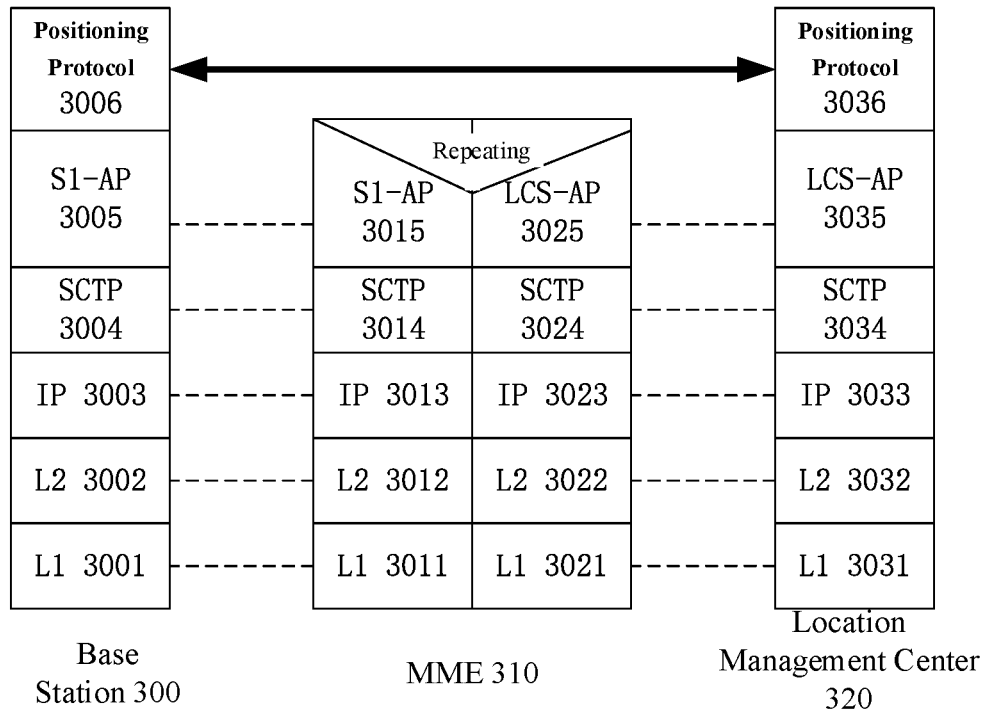 Positioning
Protocol
3006
S1-AP
3005
SCTP
3004
IP 3003
L2 3002
L1 3001
Base
Station 300
Repeating
S1-AP
3015
LCS-AP
3025
SCTP
3014
SCTP
3024
IP 3013
IP 3023
L2 3012
L2 3022
L1 3011
L1 3021
MME 310
Positioning
Protocol
3036
LCS-AP
3035
SCTP
3034
IP 3033
L2 3032
L1 3031
Location
Management Center
320